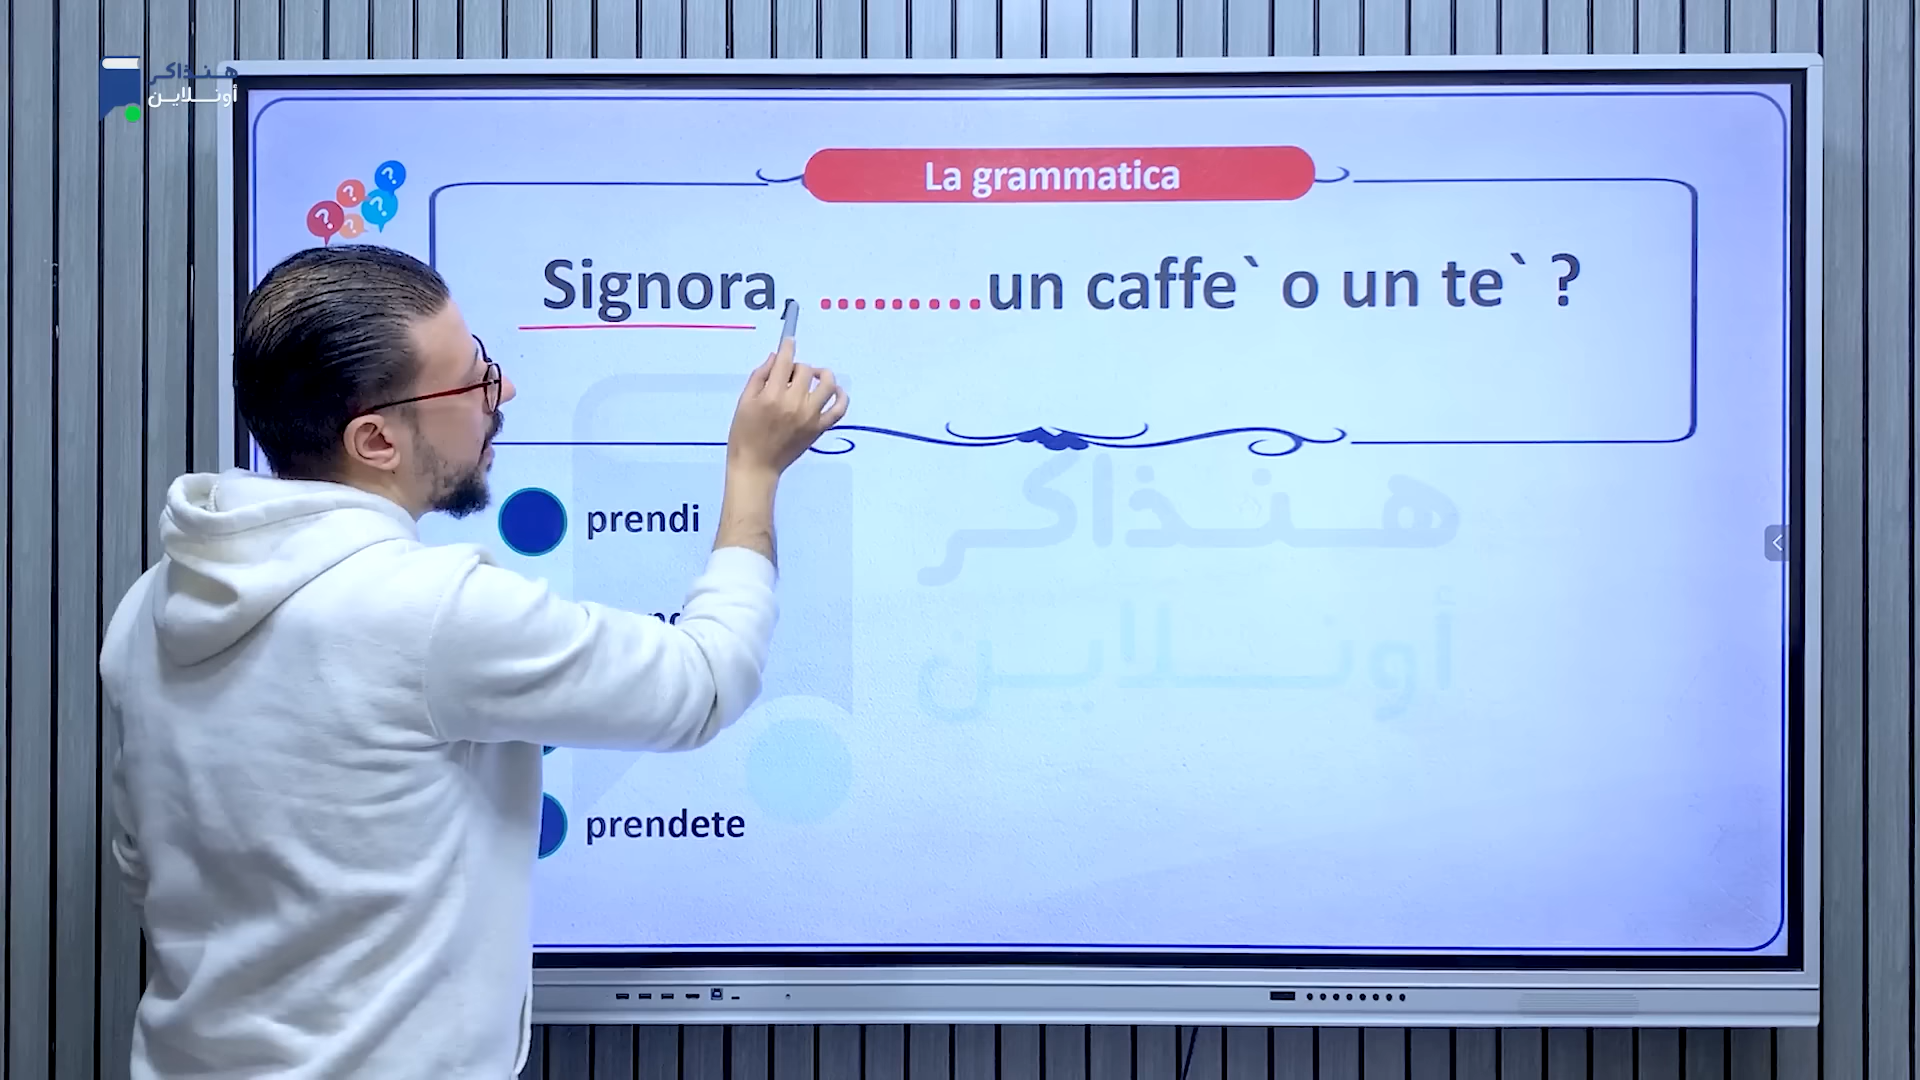 هنذاكر
أونلاين
La grammatica
Signora, .........un caffe` o un te` ?
prendi
prendete
هنذاكر
أونلاين